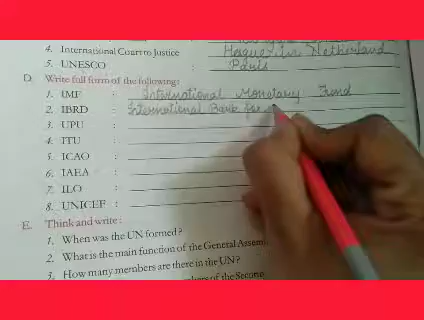 4. International Court to Justice : Netherland
5. UNESCO : Paris
D. Write full form of the following:
1. IMF : International Monetary Fund
2. IBRD : International Bank for
3. UPU :
4. ITU :
5. ICAO :
6. IAEA :
7. ILO :
8. UNICEF :
E. Think and write :
1. When was the UN formed?
2. What is the main function of the General Assem
3. How many members are there in the UN?
mbers of the Secon